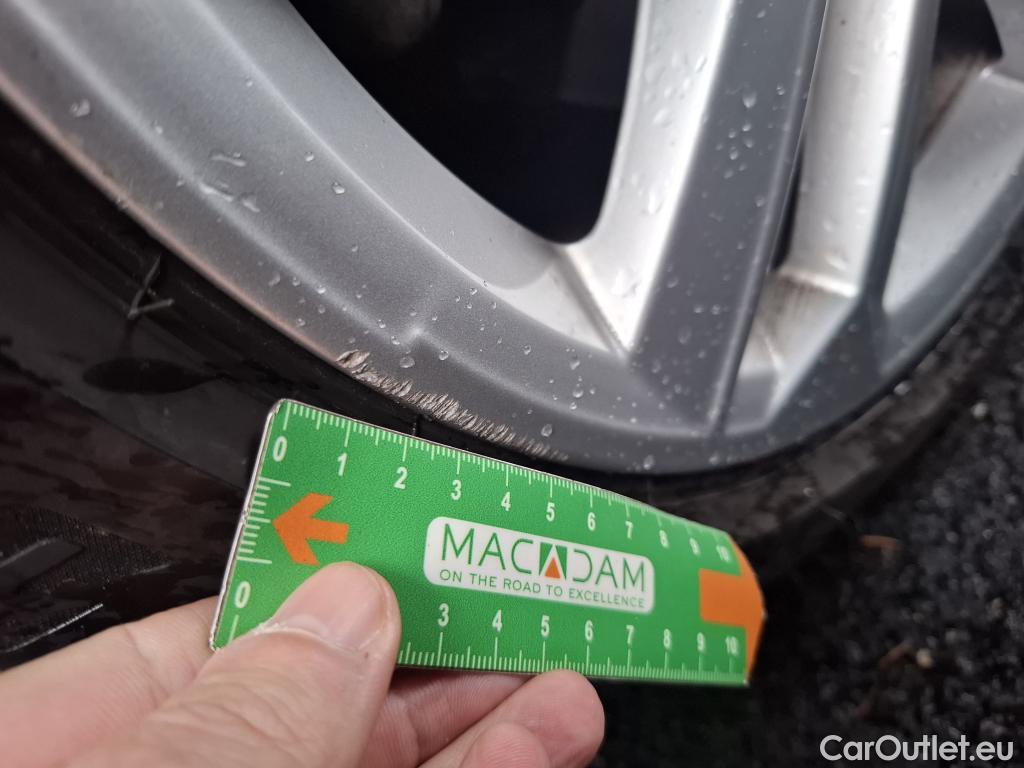 0 1 2 3 4 5 6 7 8 9 10
MACADAM
ON THE ROAD TO EXCELLENCE
0 3 4 5 6 7 8 9 10
CarOutlet.eu